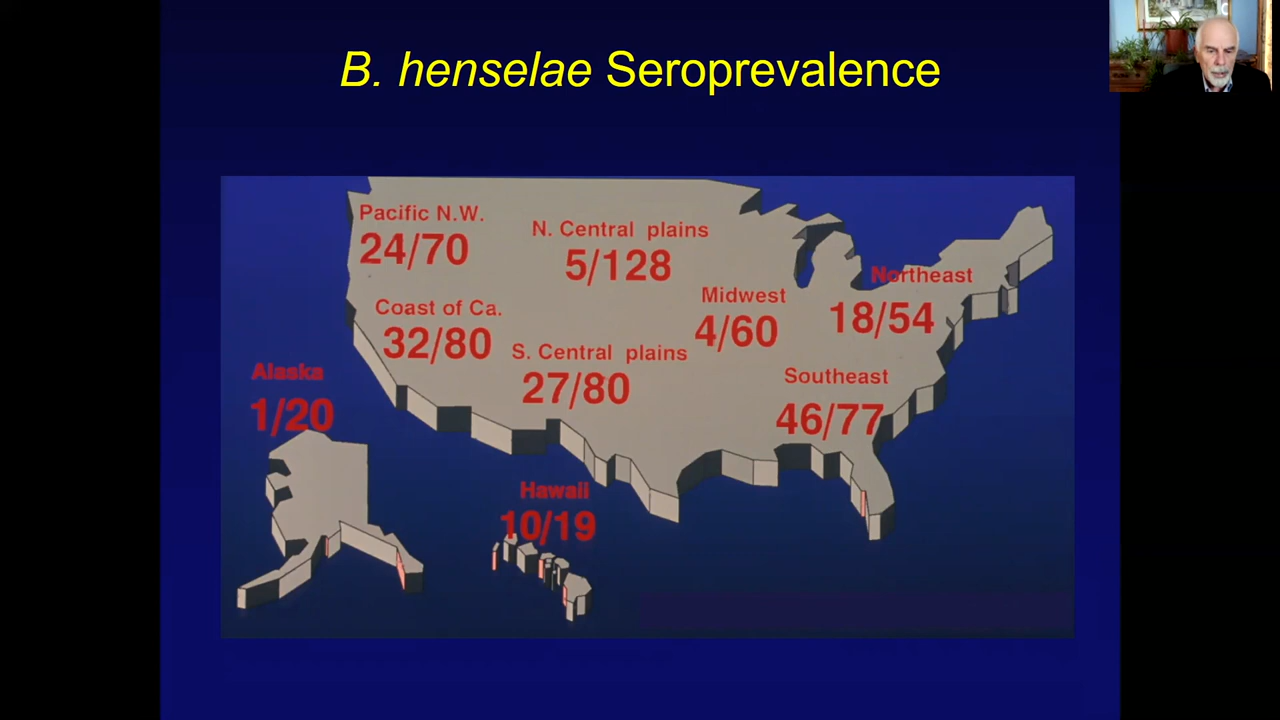 B. henselae Seroprevalence
Pacific N.W.
24/70
N. Central plains
5/128
Northeast
18/54
Midwest
4/60
Coast of Ca.
32/80
S. Central plains
27/80
Southeast
46/77
Alaska
1/20
Hawaii
10/19